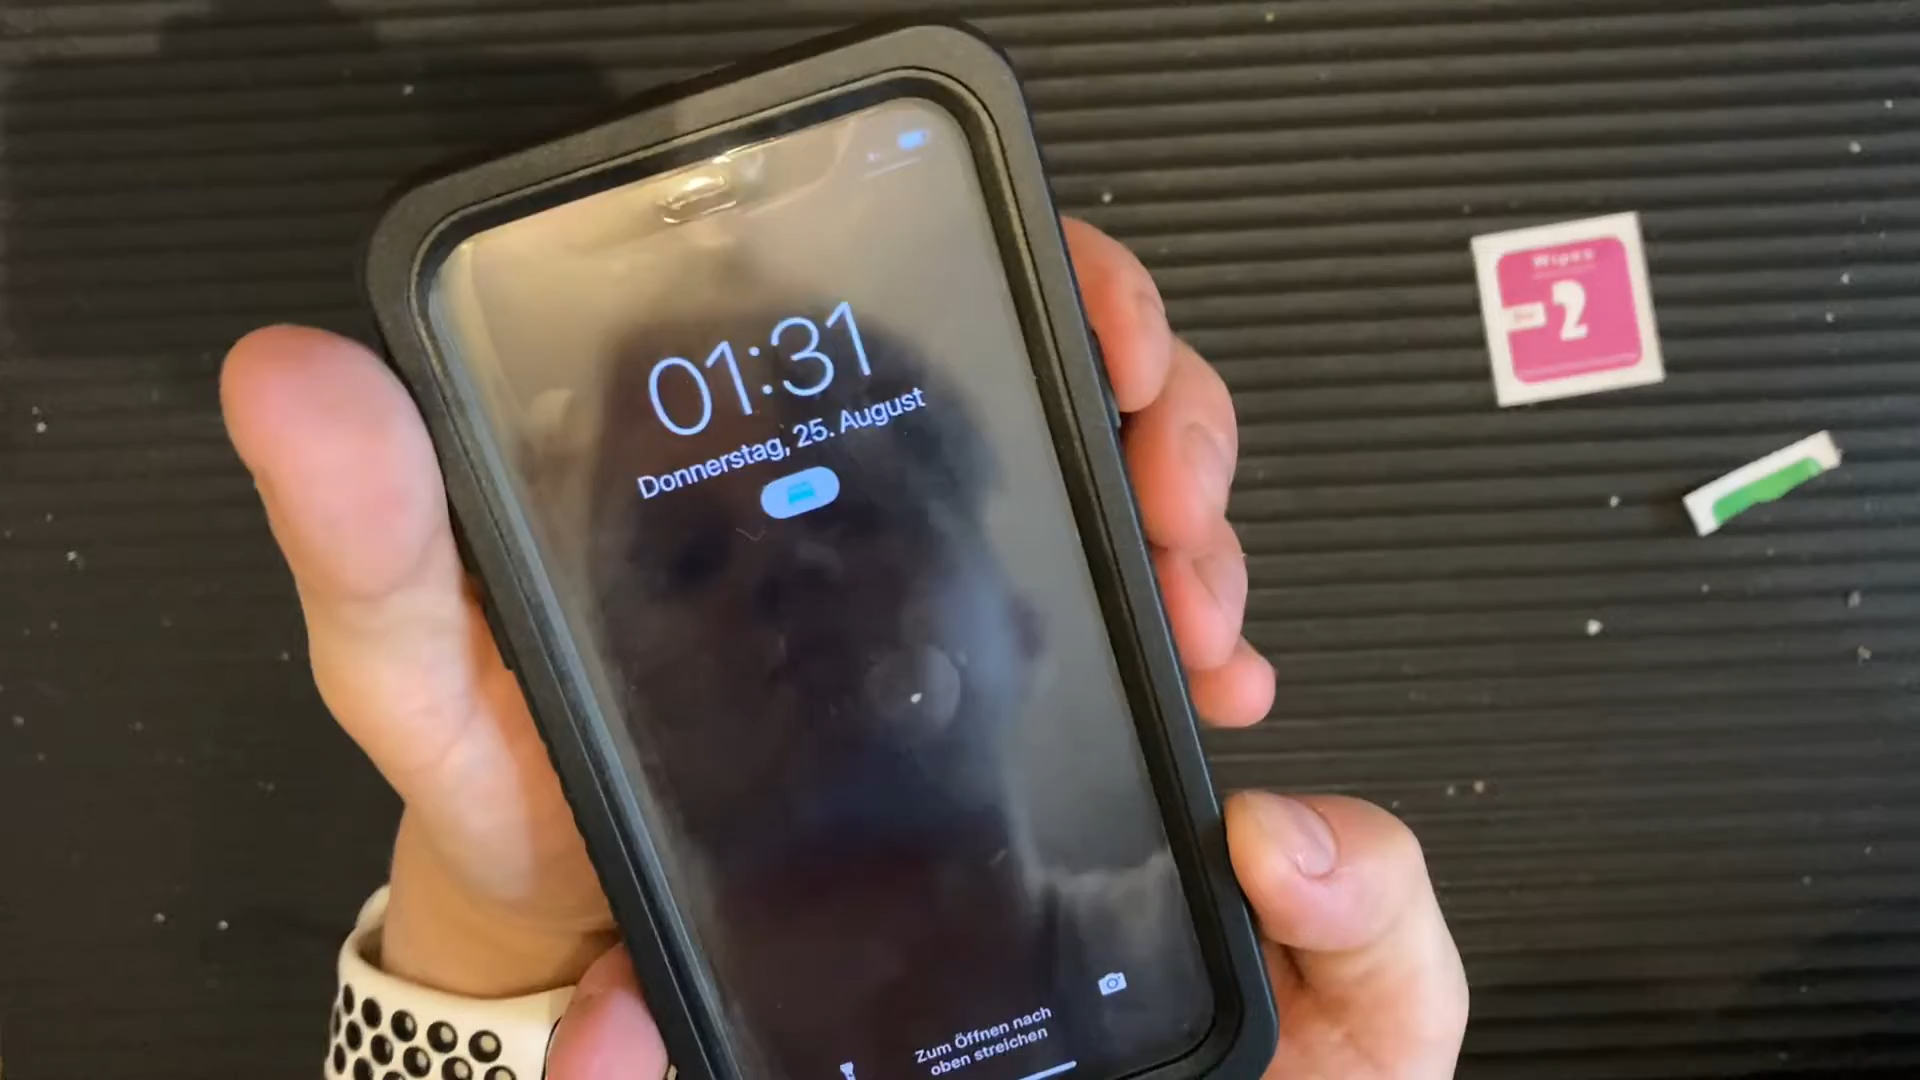 01:31
Donnerstag, 25. August
Zum Öffnen nach
oben streichen
Wipes
2